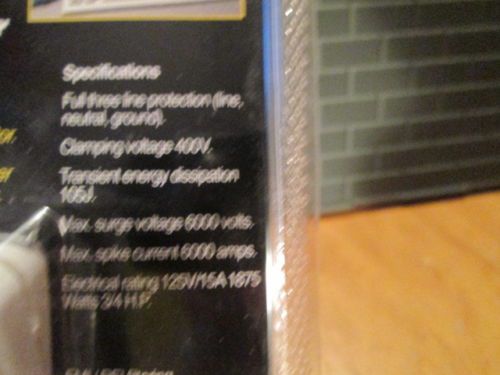 Specifications
Full three line protection (line,
neutral, ground).
Clamping voltage 400V.
Transient energy dissipation
105J.
Max. surge voltage 6000 volts.
Max. spike current 6000 amps.
Electrical rating 125V/15A 1875
Watts 3/4 H.P.